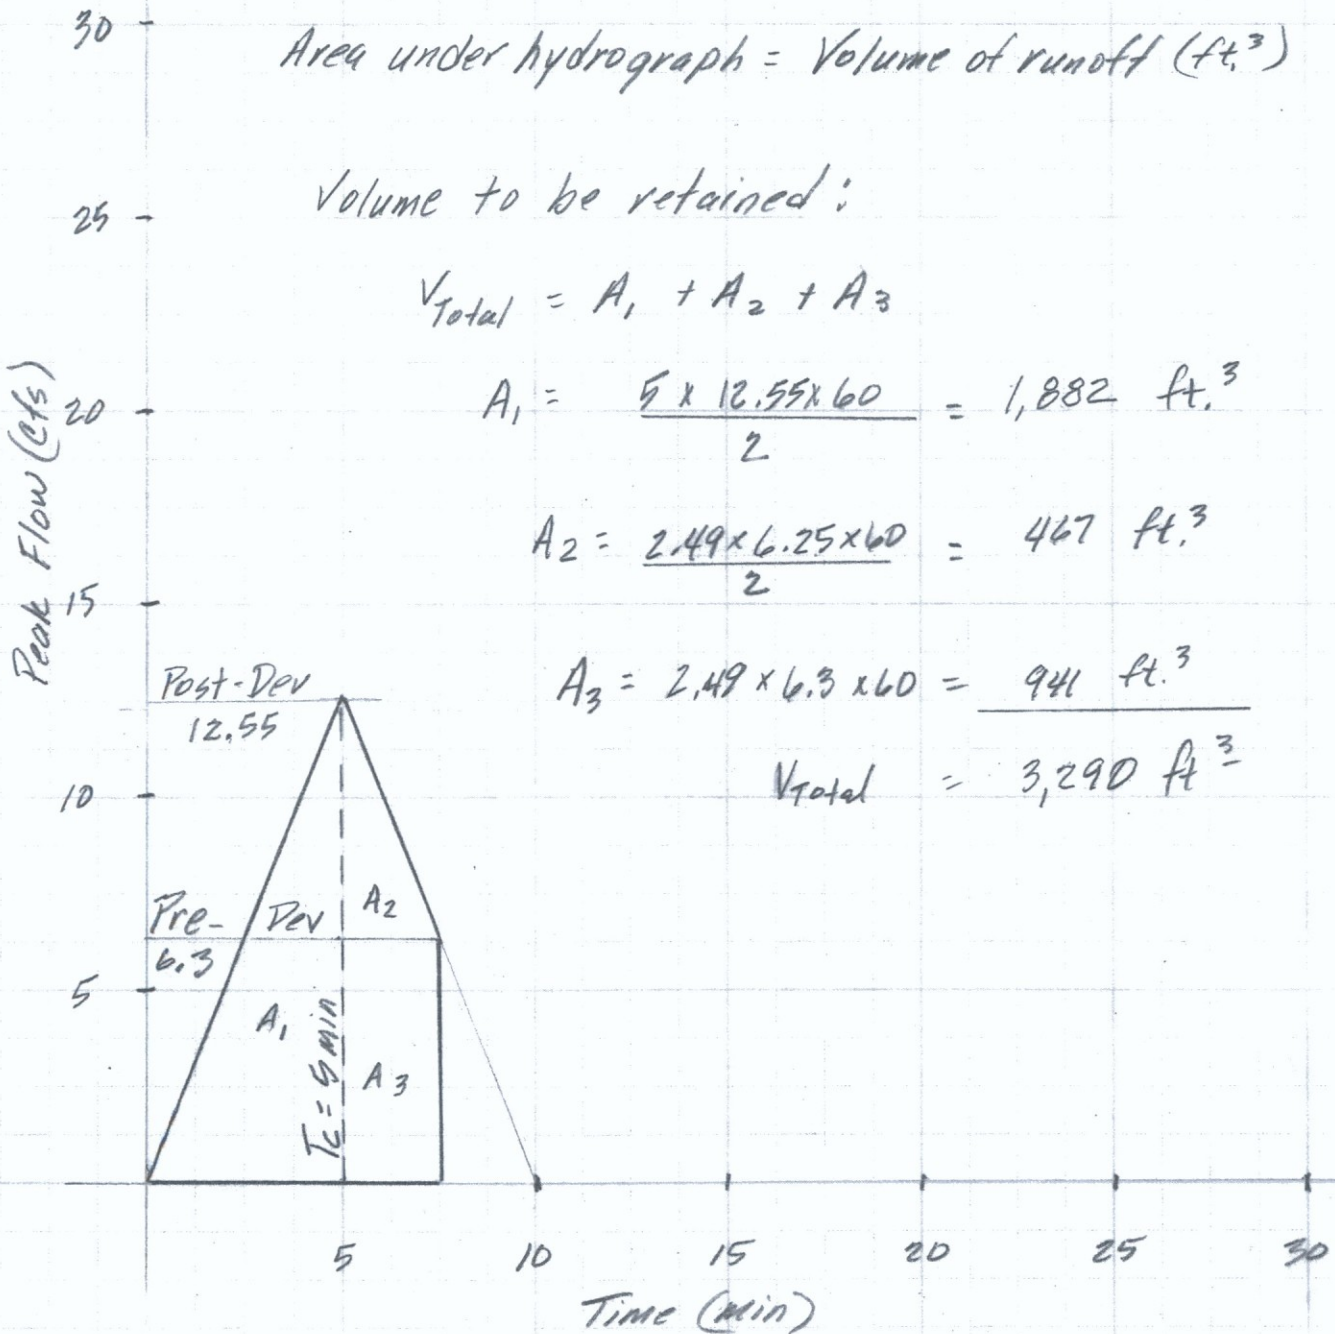 Area under hydrograph = Volume of runoff (ft.³)
Volume to be retained:
V Total = A₁ + A₂ + A₃
A₁ = 5 x 12.55 x 60 / 2 = 1,882 ft.³
A₂ = 2.49 x 6.25 x 60 / 2 = 467 ft.³
A₃ = 2.49 x 6.3 x 60 = 941 ft.³
V Total = 3,290 ft³
Peak Flow (cfs)
30
25
20
15
10
5
Post-Dev
12.55
Pre-Dev
6.3
A₁
A₂
A₃
Tc = 5 min
5 10 15 20 25 30
Time (min)